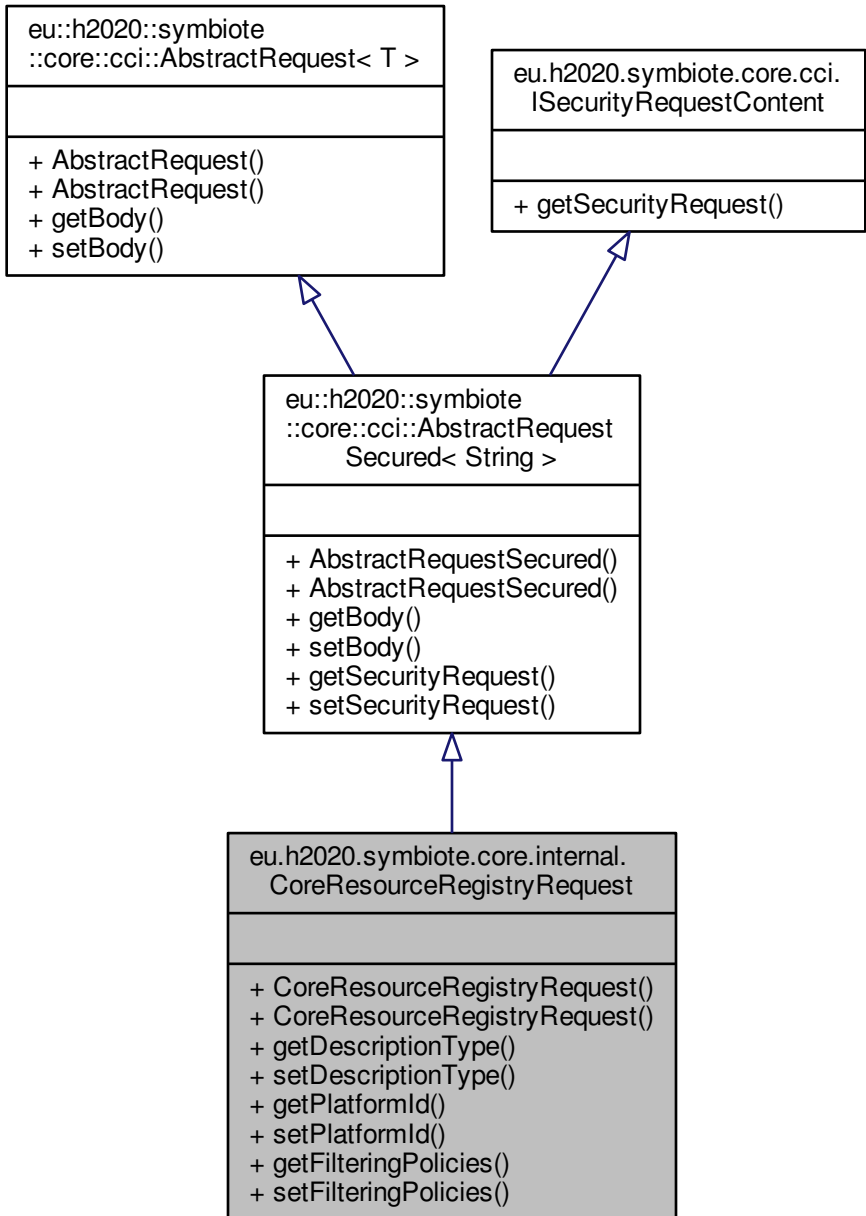 eu::h2020::symbiote
::core::cci::AbstractRequest< T >
+ AbstractRequest()
+ AbstractRequest()
+ getBody()
+ setBody()
eu.h2020.symbiote.core.cci.
ISecurityRequestContent
+ getSecurityRequest()
eu::h2020::symbiote
::core::cci::AbstractRequest
Secured< String >
+ AbstractRequestSecured()
+ AbstractRequestSecured()
+ getBody()
+ setBody()
+ getSecurityRequest()
+ setSecurityRequest()
eu.h2020.symbiote.core.internal.
CoreResourceRegistryRequest
+ CoreResourceRegistryRequest()
+ CoreResourceRegistryRequest()
+ getDescriptionType()
+ setDescriptionType()
+ getPlatformId()
+ setPlatformId()
+ getFilteringPolicies()
+ setFilteringPolicies()